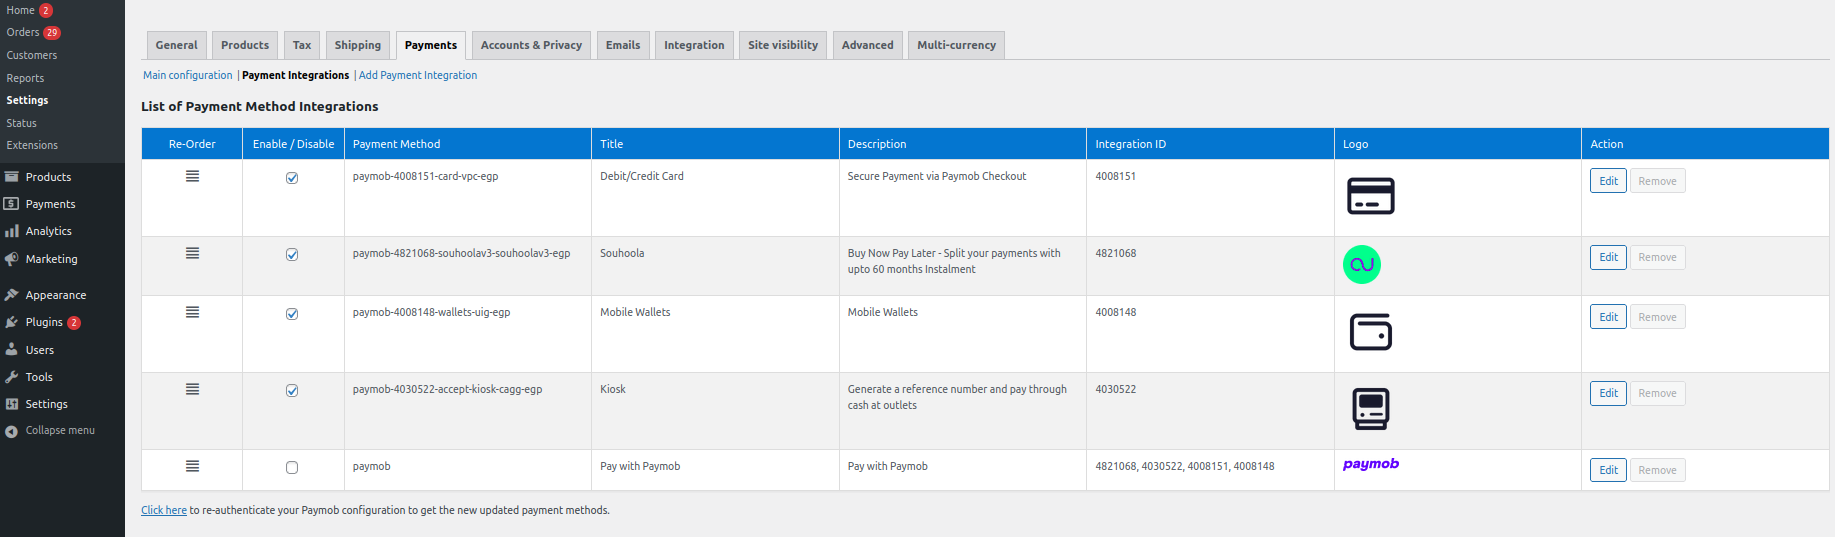 Home 2
Orders 29
Customers
Reports
Settings
Status
Extensions
Products
Payments
Analytics
Marketing
Appearance
Plugins 2
Users
Tools
Settings
Collapse menu
General Products Tax Shipping Payments Accounts & Privacy Emails Integration Site visibility Advanced Multi-currency
Main configuration | Payment Integrations | Add Payment Integration
List of Payment Method Integrations
Re-Order Enable / Disable Payment Method Title Description Integration ID Logo Action
paymob-4008151-card-vpc-egp Debit/Credit Card Secure Payment via Paymob Checkout 4008151 Edit Remove
paymob-4821068-souhoolav3-souhoolav3-egp Souhoola Buy Now Pay Later - Split your payments with 4821068 Edit Remove
upto 60 months Instalment
paymob-4008148-wallets-uig-egp Mobile Wallets Mobile Wallets 4008148 Edit Remove
paymob-4030522-accept-kiosk-cagg-egp Kiosk Generate a reference number and pay through 4030522 Edit Remove
cash at outlets
paymob Pay with Paymob Pay with Paymob 4821068, 4030522, 4008151, 4008148 paymob Edit Remove
Click here to re-authenticate your Paymob configuration to get the new updated payment methods.